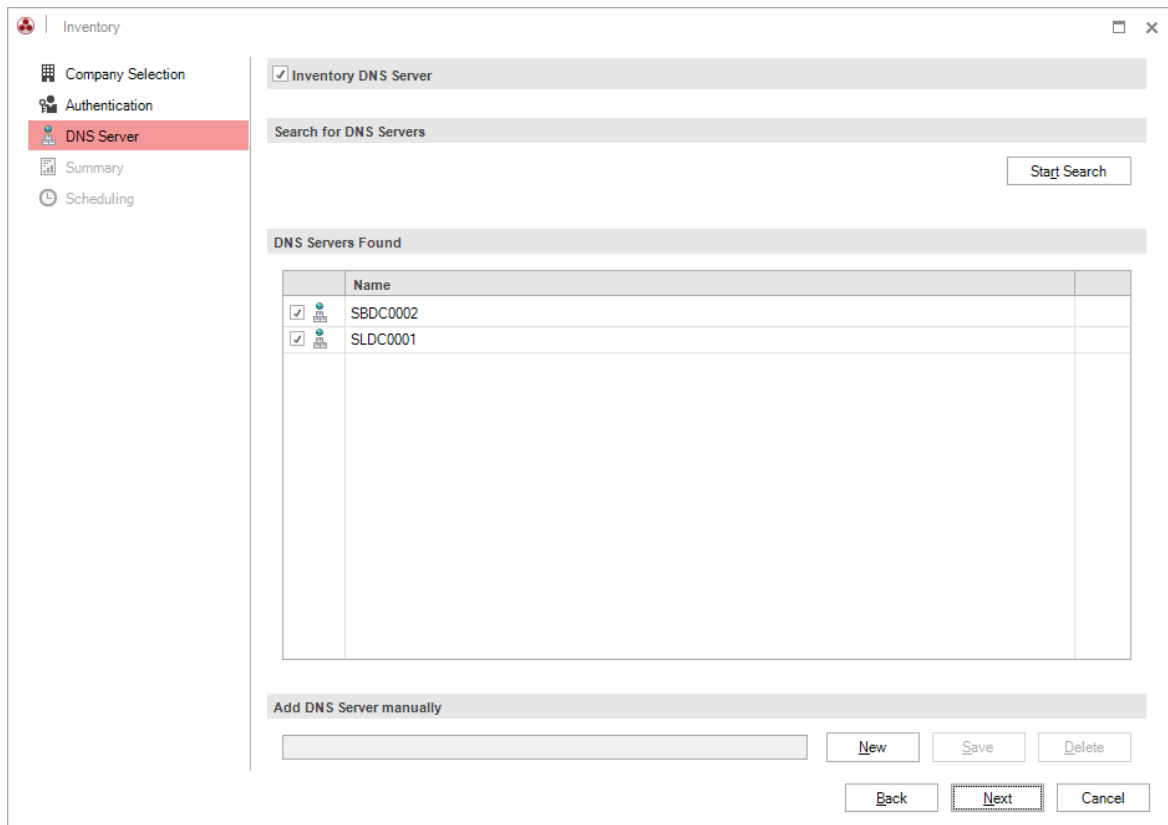 Inventory
Company Selection
Authentication
DNS Server
Summary
Scheduling
Inventory DNS Server
Search for DNS Servers
Start Search
DNS Servers Found
Name
SBDC0002
SLDC0001
Add DNS Server manually
New Save Delete
Back Next Cancel